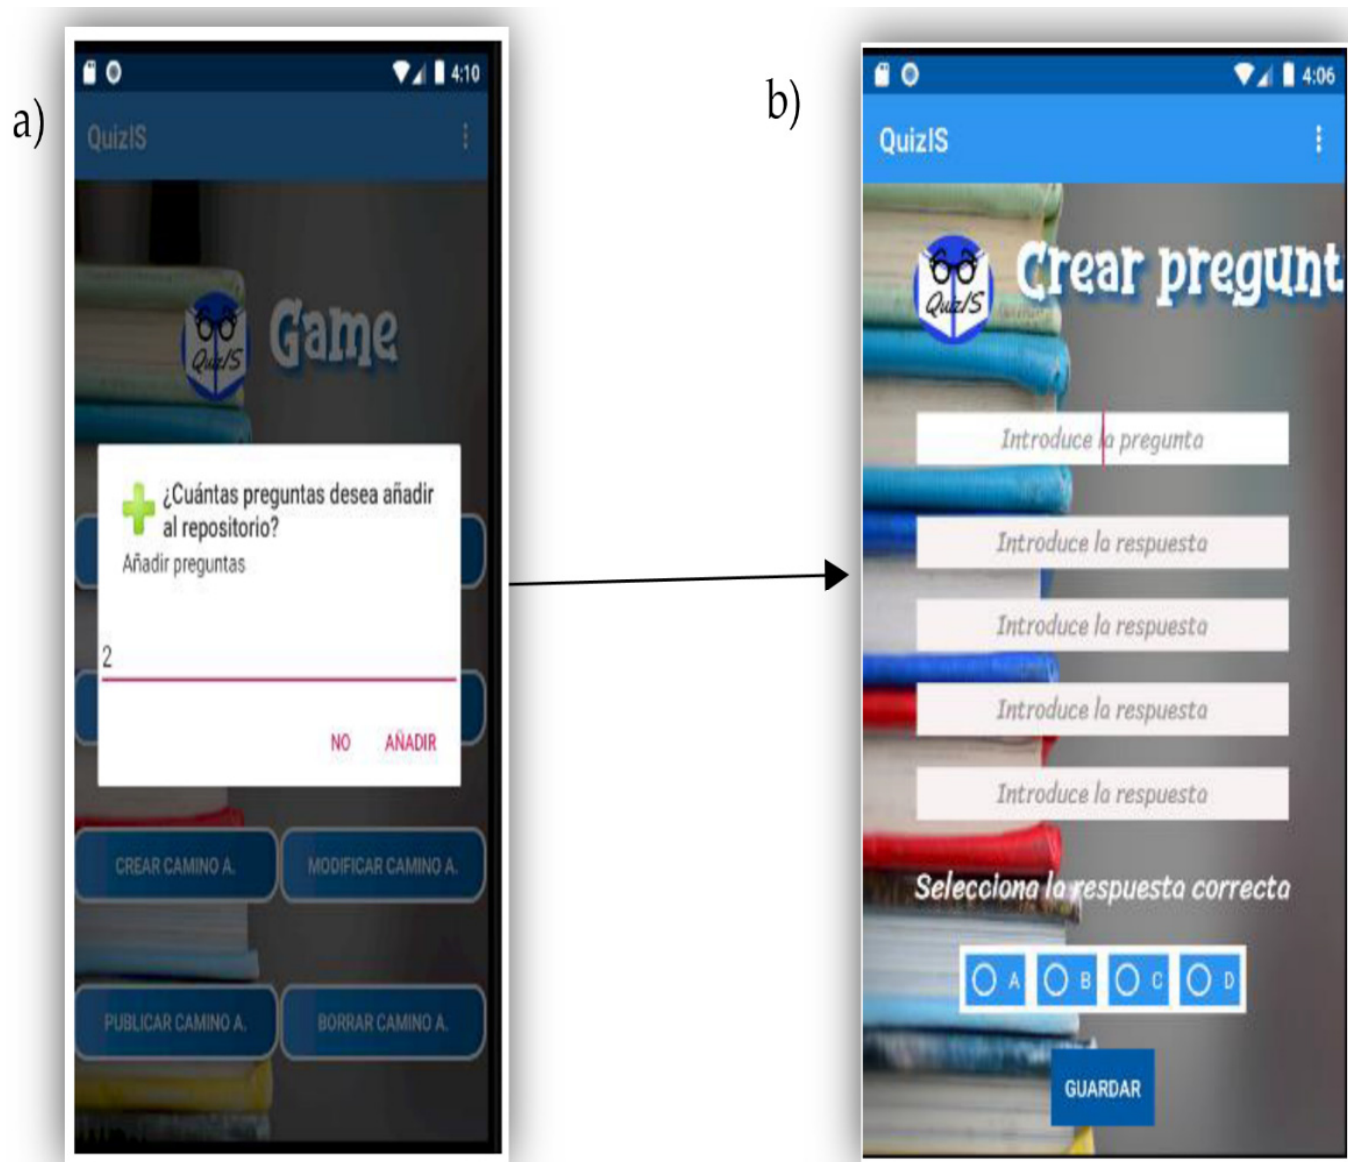 a)
4:10
QuizIS
QuizIS
Game
¿Cuántas preguntas desea añadir
al repositorio?
Añadir preguntas
2
NO AÑADIR
CREAR CAMINO A. MODIFICAR CAMINO A.
PUBLICAR CAMINO A. BORRAR CAMINO A.
b)
4:06
QuizIS
QuizIS
Crear pregunt
Introduce la pregunta
Introduce la respuesta
Introduce la respuesta
Introduce la respuesta
Introduce la respuesta
Selecciona la respuesta correcta
A B C D
GUARDAR